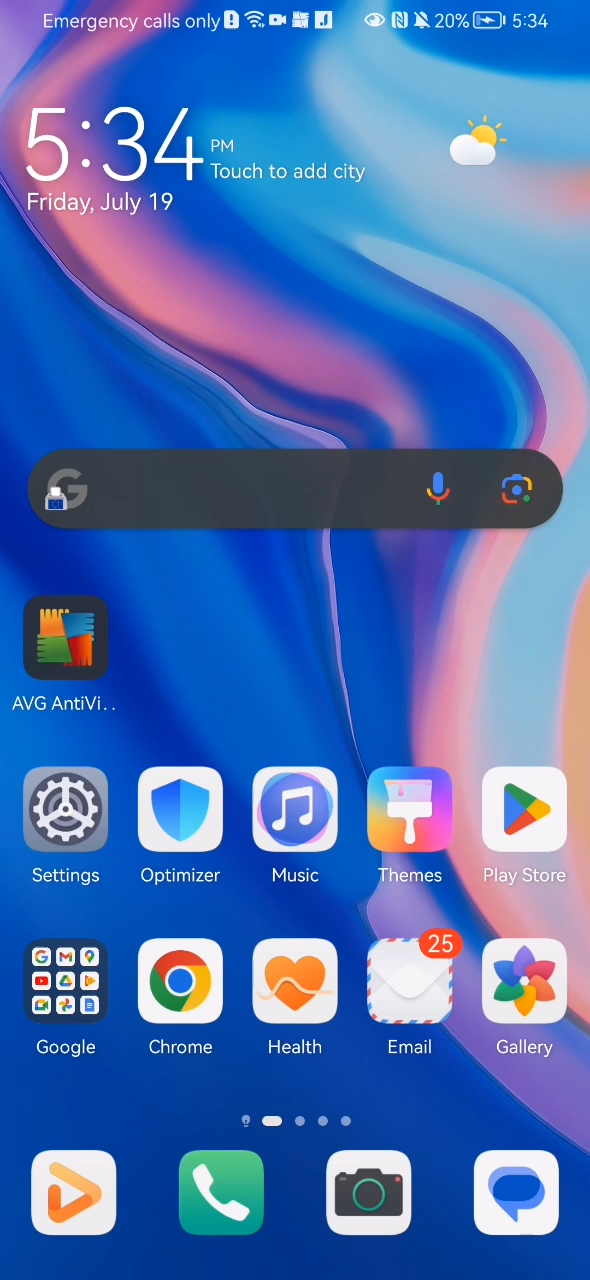 Emergency calls only 20% 5:34
5:34 PM
Touch to add city
Friday, July 19
AVG AntiVi..
Settings Optimizer Music Themes Play Store
25
Google Chrome Health Email Gallery